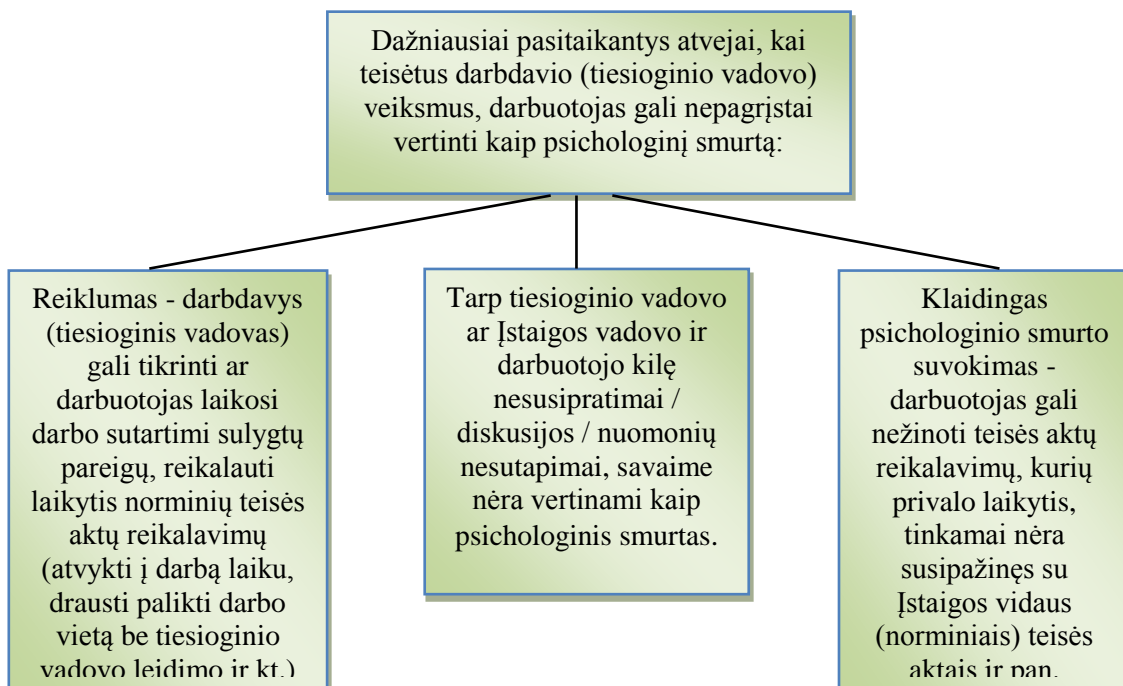 Dažniausiai pasitaikantys atvejai, kai
teisėtus darbdavio (tiesioginio vadovo)
veiksmus, darbuotojas gali nepagrįstai
vertinti kaip psichologinį smurtą:
Reiklumas - darbdavys
(tiesioginis vadovas)
gali tikrinti ar
darbuotojas laikosi
darbo sutartimi sulygtų
pareigų, reikalauti
laikytis norminių teisės
aktų reikalavimų
(atvykti į darbą laiku,
drausti palikti darbo
vietą be tiesioginio
vadovo leidimo ir kt.)
Tarp tiesioginio vadovo
ar Įstaigos vadovo ir
darbuotojo kilę
nesusipratimai /
diskusijos / nuomonių
nesutapimai, savaime
nėra vertinami kaip
psichologinis smurtas.
Klaidingas
psichologinio smurto
suvokimas -
darbuotojas gali
nežinoti teisės aktų
reikalavimų, kurių
privalo laikytis,
tinkamai nėra
susipažinęs su
Įstaigos vidaus
(norminiais) teisės
aktais ir pan.